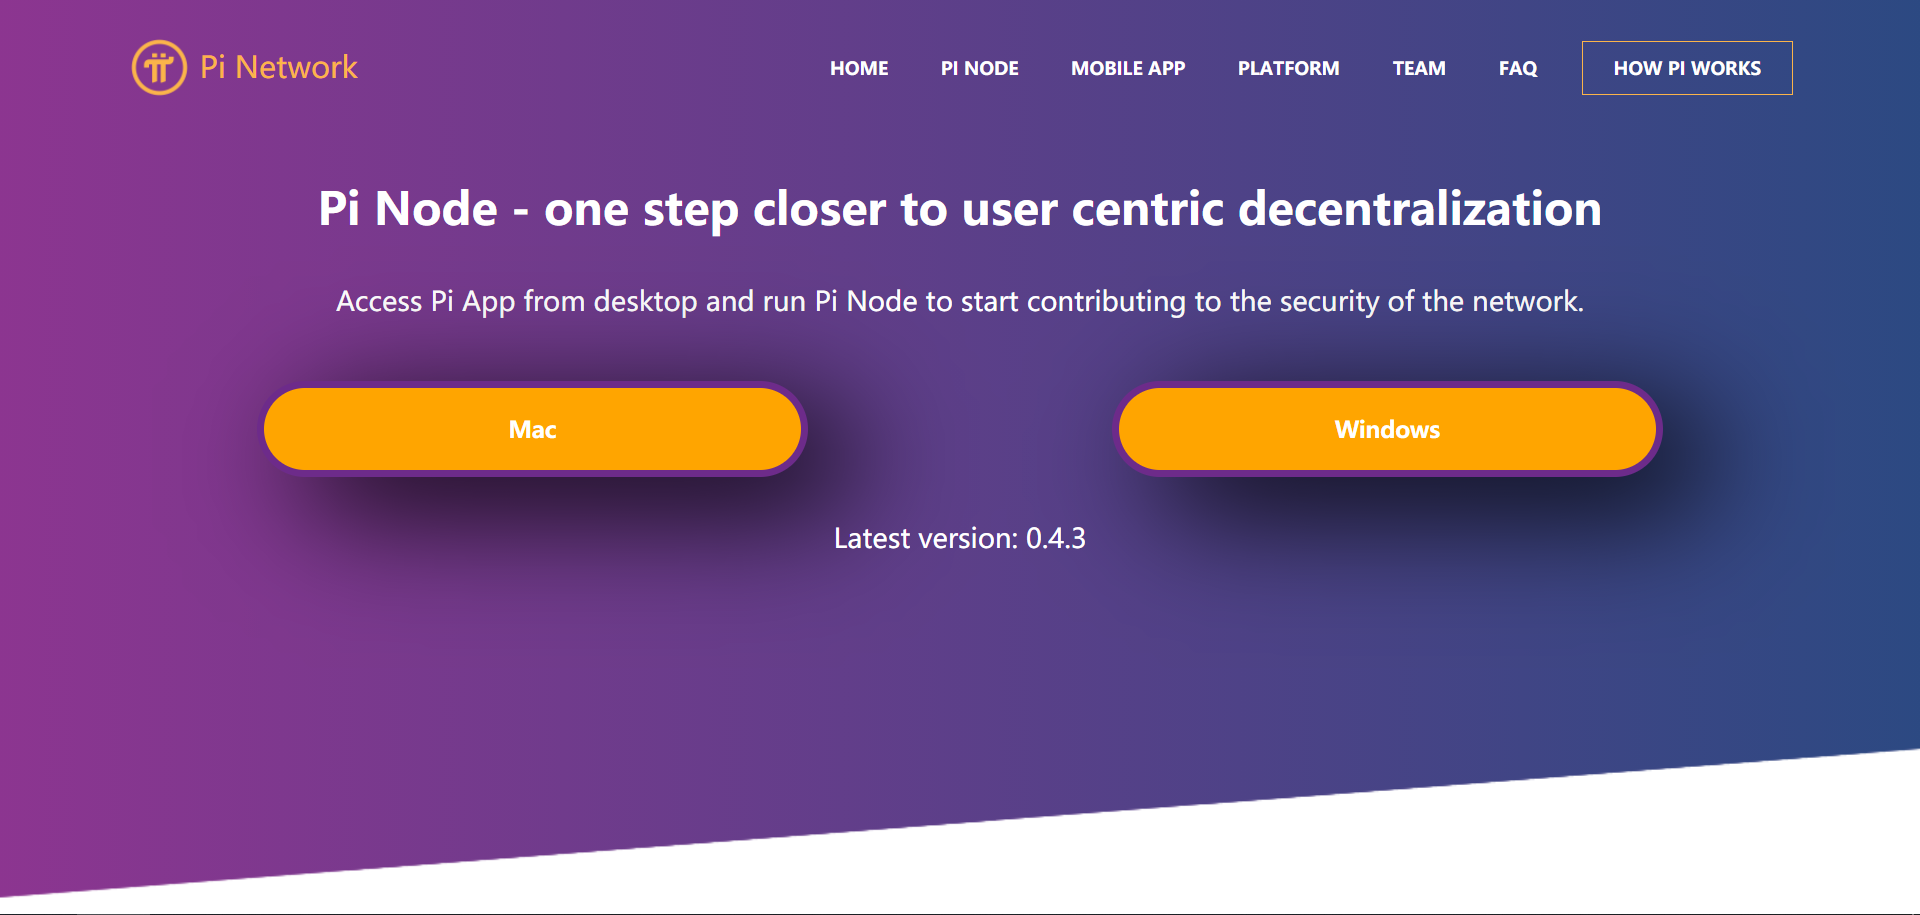 Pi Network
HOME
PI NODE
MOBILE APP
PLATFORM
TEAM
FAQ
HOW PI WORKS
Pi Node - one step closer to user centric decentralization
Access Pi App from desktop and run Pi Node to start contributing to the security of the network.
Mac
Windows
Latest version: 0.4.3